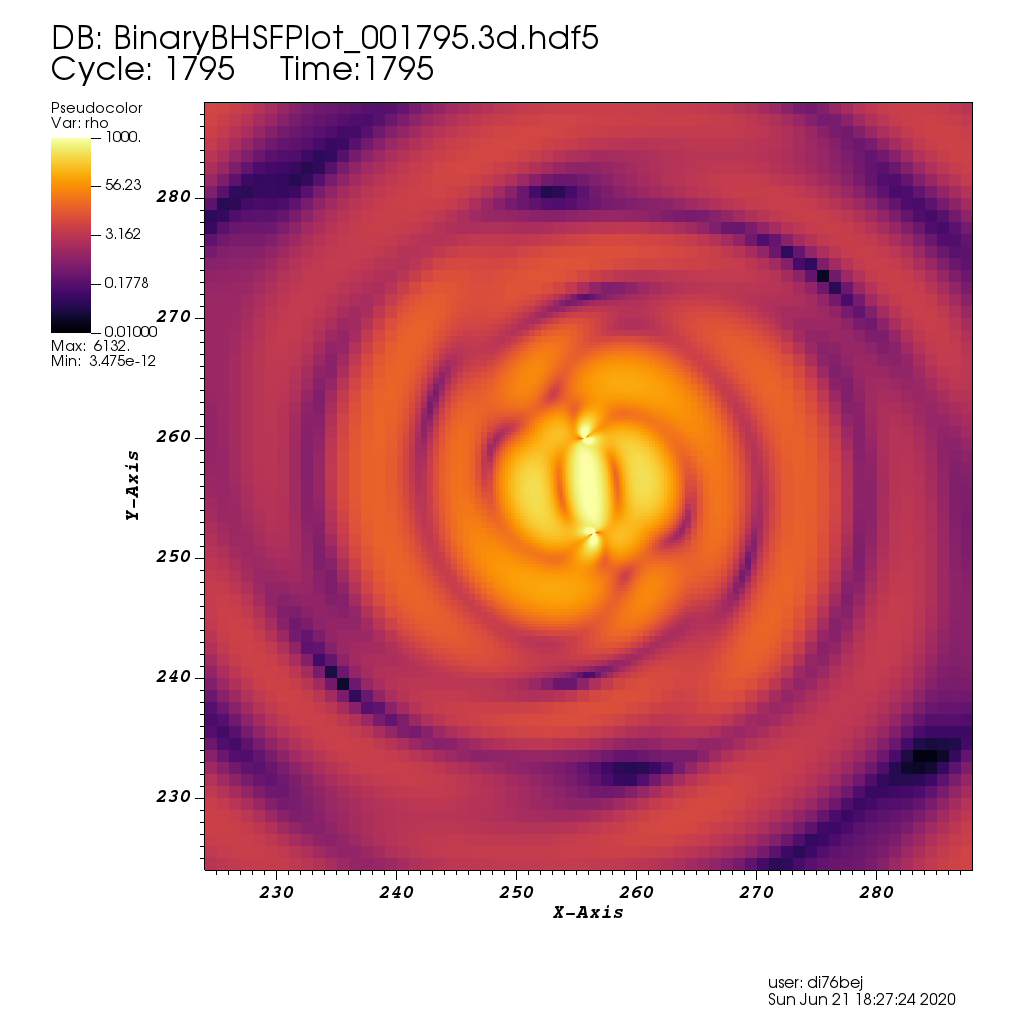 DB: BinaryBHSFPlot_001795.3d.hdf5
Cycle: 1795 Time:1795
Pseudocolor
Var: rho
1000.
56.23
3.162
0.1778
0.01000
Max: 6132.
Min: 3.475e-12
280
270
260
250
240
230
Y-Axis
230 240 250 260 270 280
X-Axis
user: di76bej
Sun Jun 21 18:27:24 2020